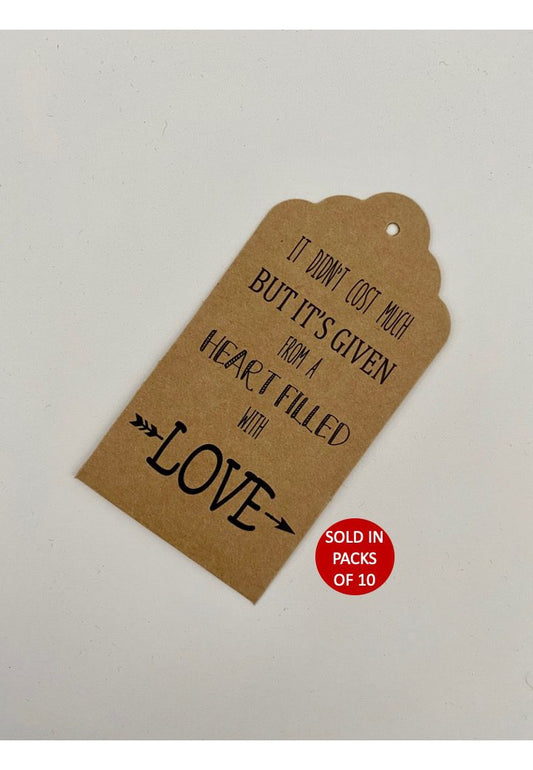 IT DIDN'T COST MUCH
BUT IT'S GIVEN
FROM A
HEART FILLED
WITH
LOVE
SOLD IN
PACKS
OF 10